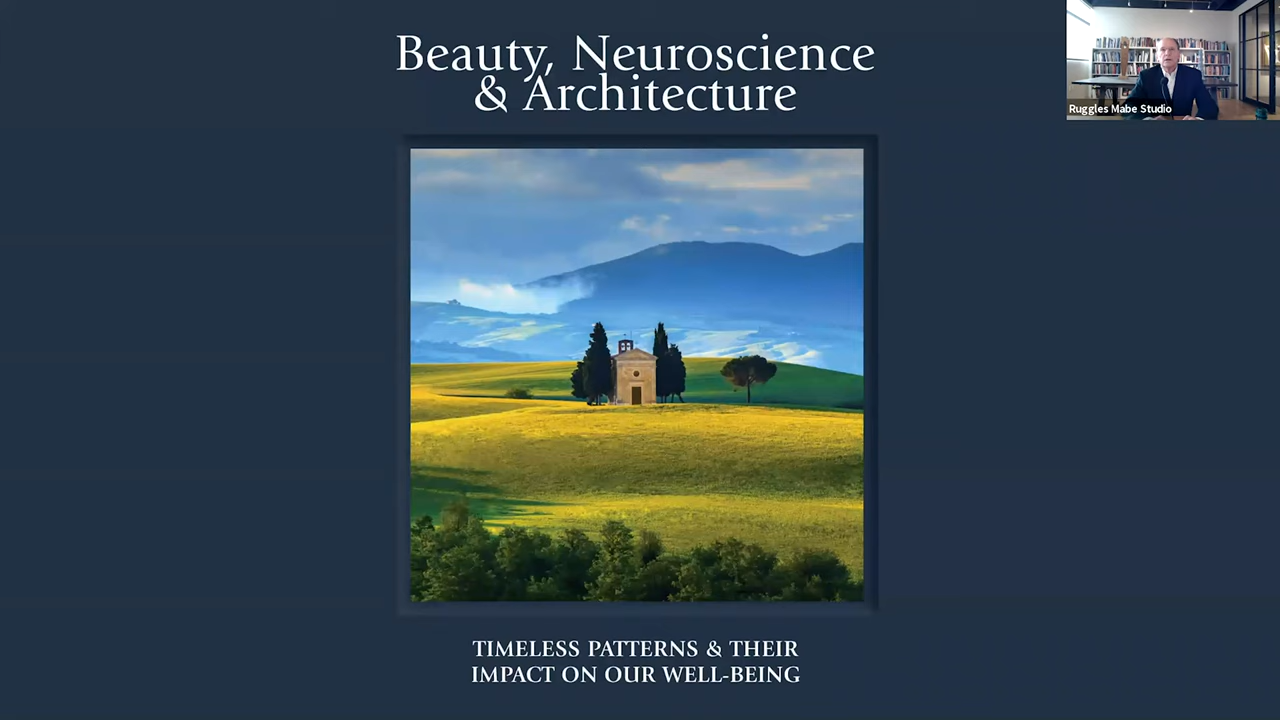 Beauty, Neuroscience
& Architecture
Ruggles Mabe Studio
TIMELESS PATTERNS & THEIR
IMPACT ON OUR WELL-BEING